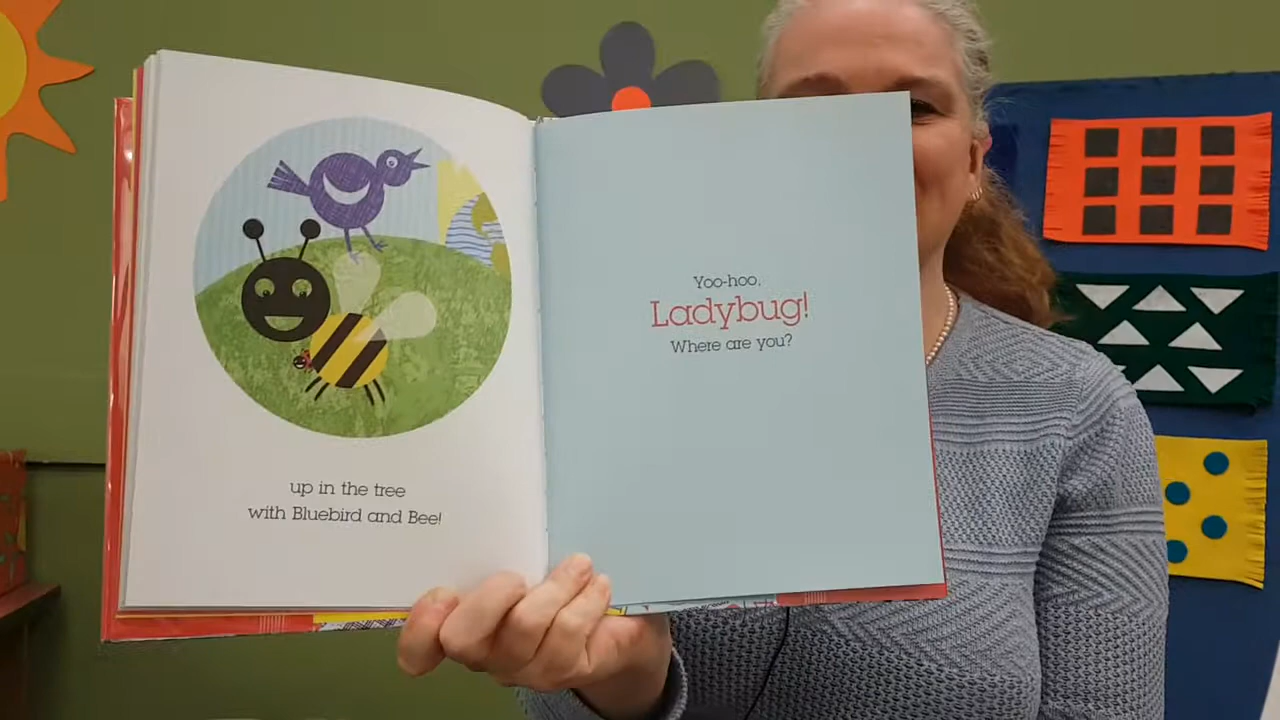 up in the tree
with Bluebird and Bee!
Yoo-hoo,
Ladybug!
Where are you?